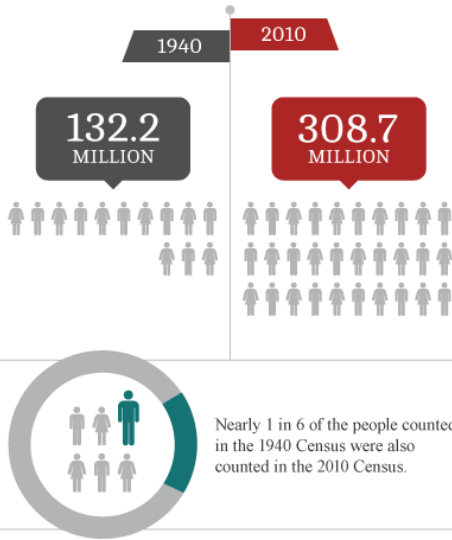 1940
2010
132.2
MILLION
308.7
MILLION
Nearly 1 in 6 of the people counted
in the 1940 Census were also
counted in the 2010 Census.